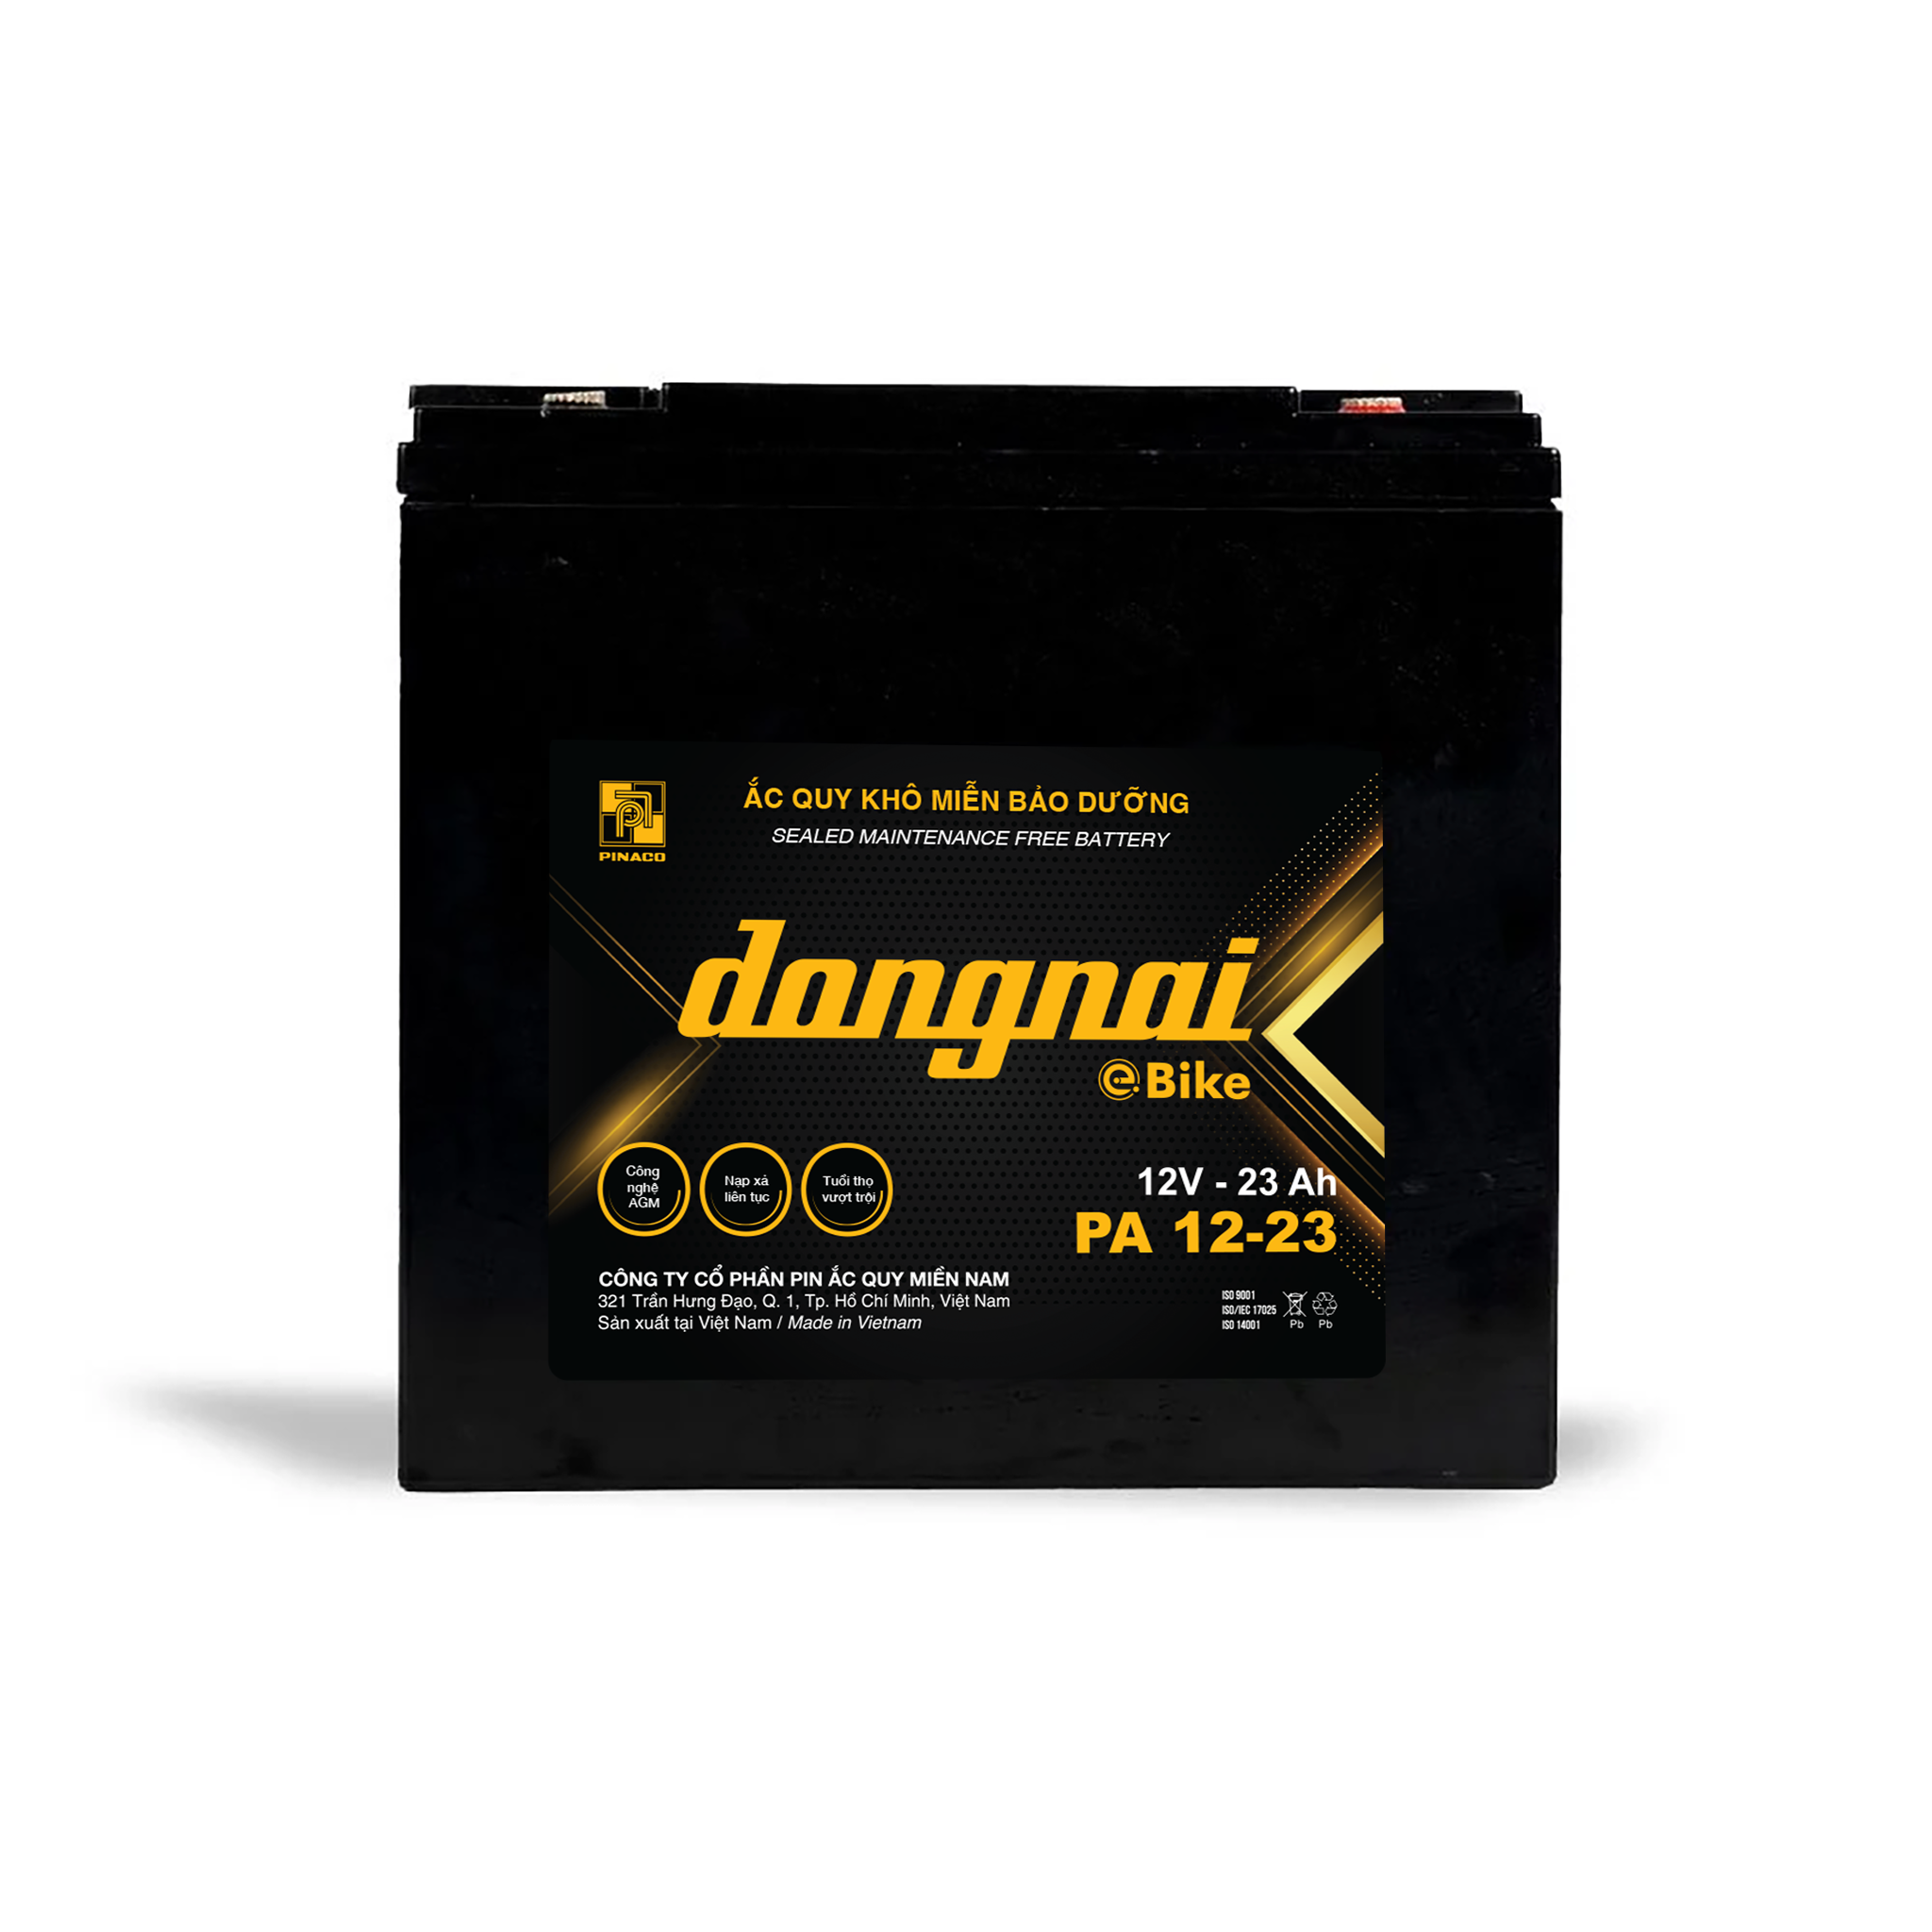 PINACO
ẮC QUY KHÔ MIỄN BẢO DƯỠNG
SEALED MAINTENANCE FREE BATTERY
dongnai
e.Bike
Công
nghệ
AGM
Nạp xả
liên tục
Tuổi thọ
vượt trội
12V - 23 Ah
PA 12-23
CÔNG TY CỔ PHẦN PIN ẮC QUY MIỀN NAM
321 Trần Hưng Đạo, Q. 1, Tp. Hồ Chí Minh, Việt Nam
Sản xuất tại Việt Nam / Made in Vietnam
ISO 9001
ISO/IEC 17025
ISO 14001
Pb Pb